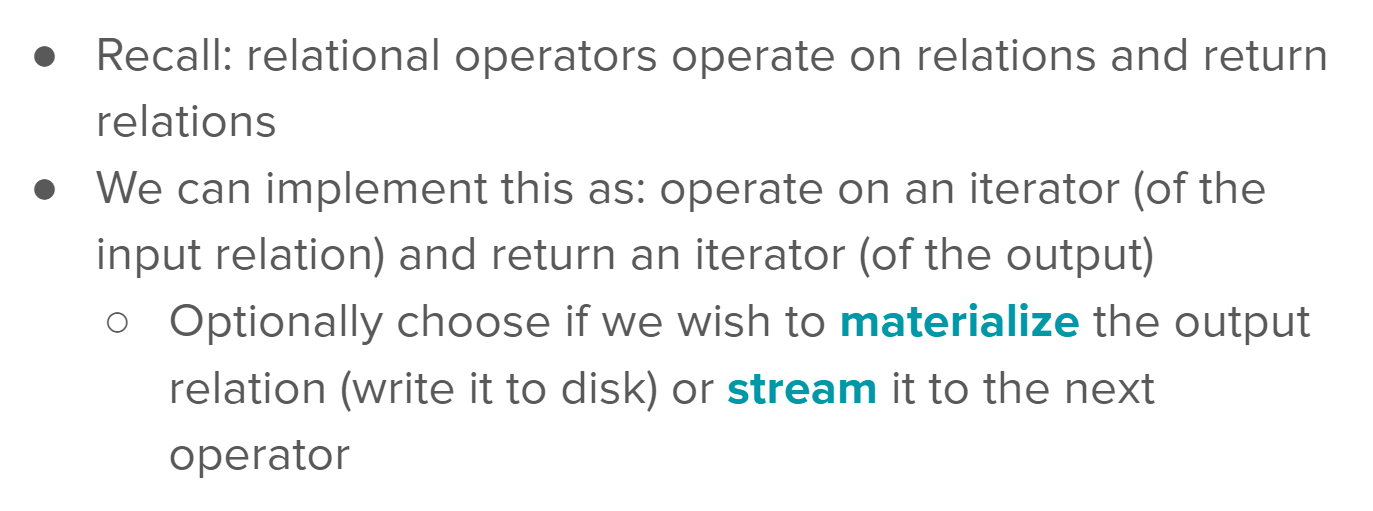 ● Recall: relational operators operate on relations and return
relations
● We can implement this as: operate on an iterator (of the
input relation) and return an iterator (of the output)
○ Optionally choose if we wish to materialize the output
relation (write it to disk) or stream it to the next
operator